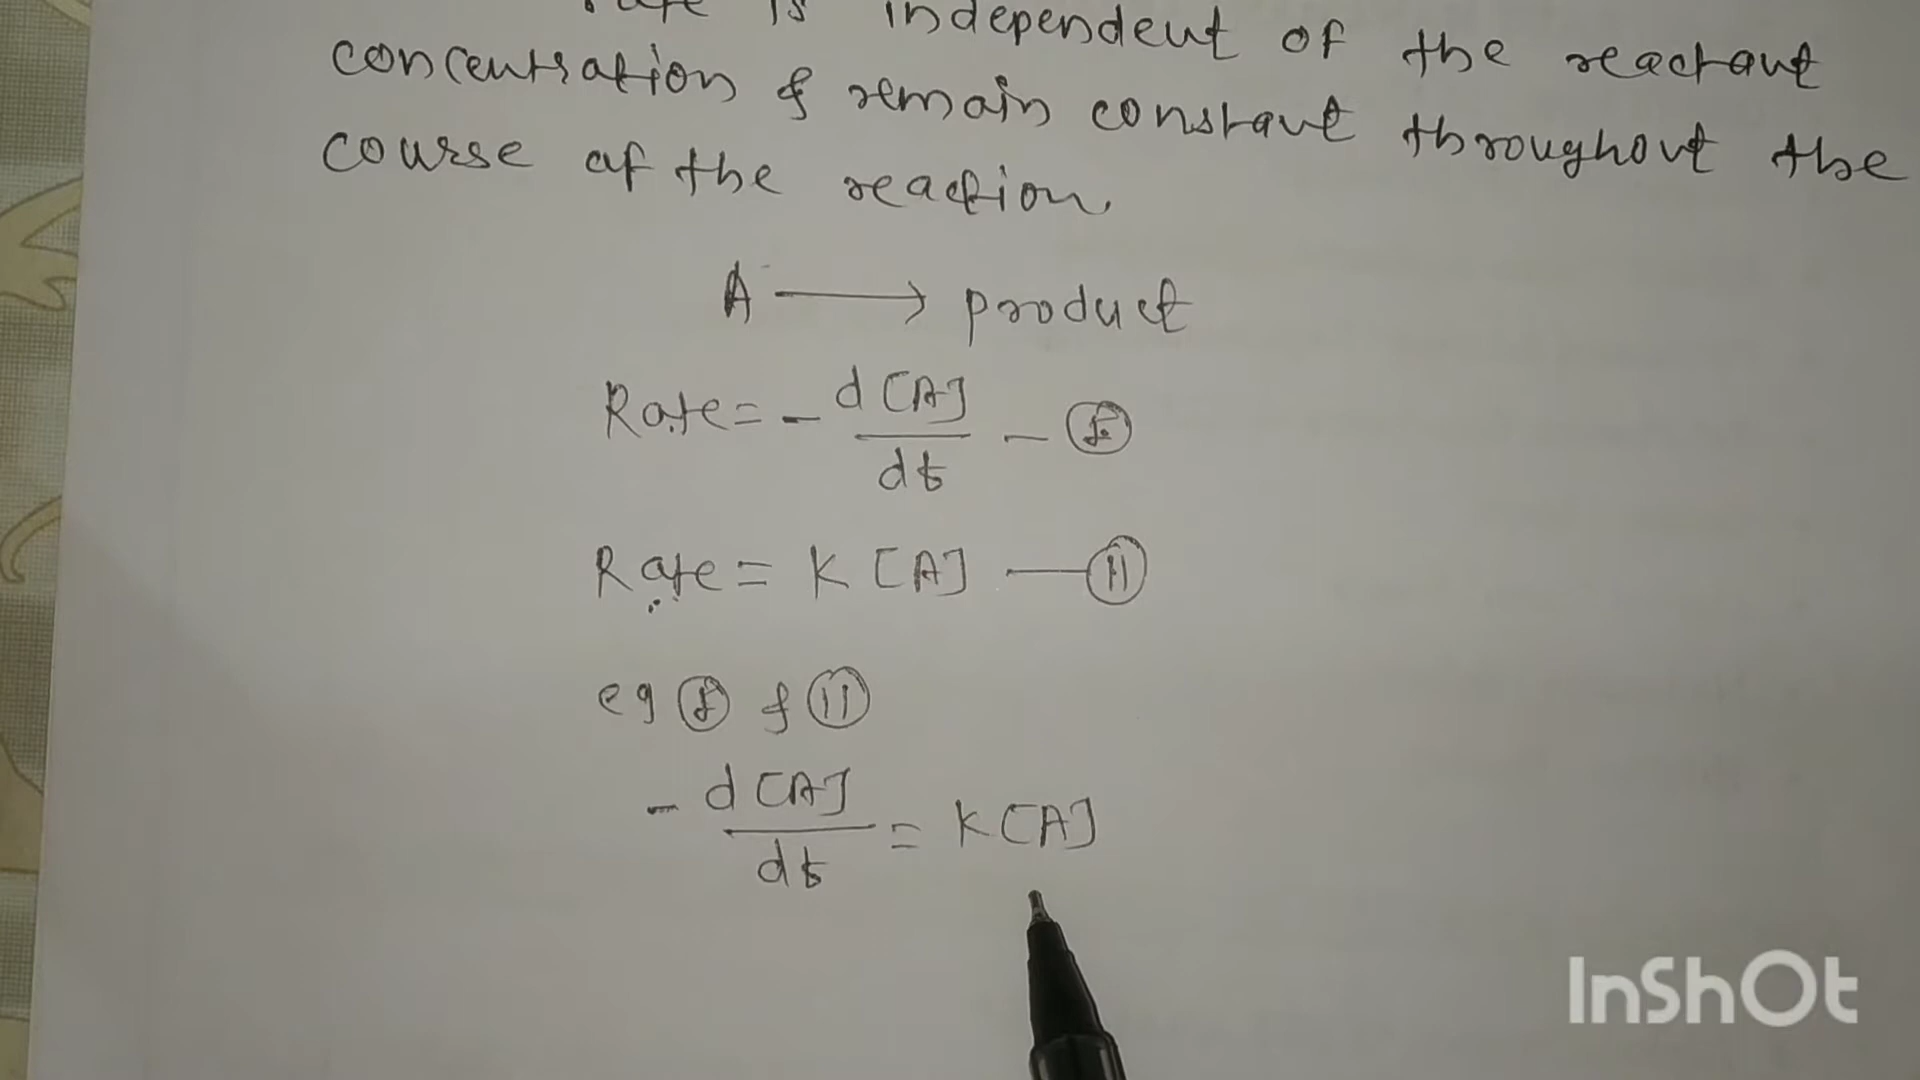 is independent of the reactant
concentration & remain constant throughout the
course of the reaction.
A → product
Rate = - d[A]/dt - Ⓘ
Rate = K [A] — Ⓘⓘ
eq Ⓘ & Ⓘⓘ
- d[A]/dt = K[A]
InShOt